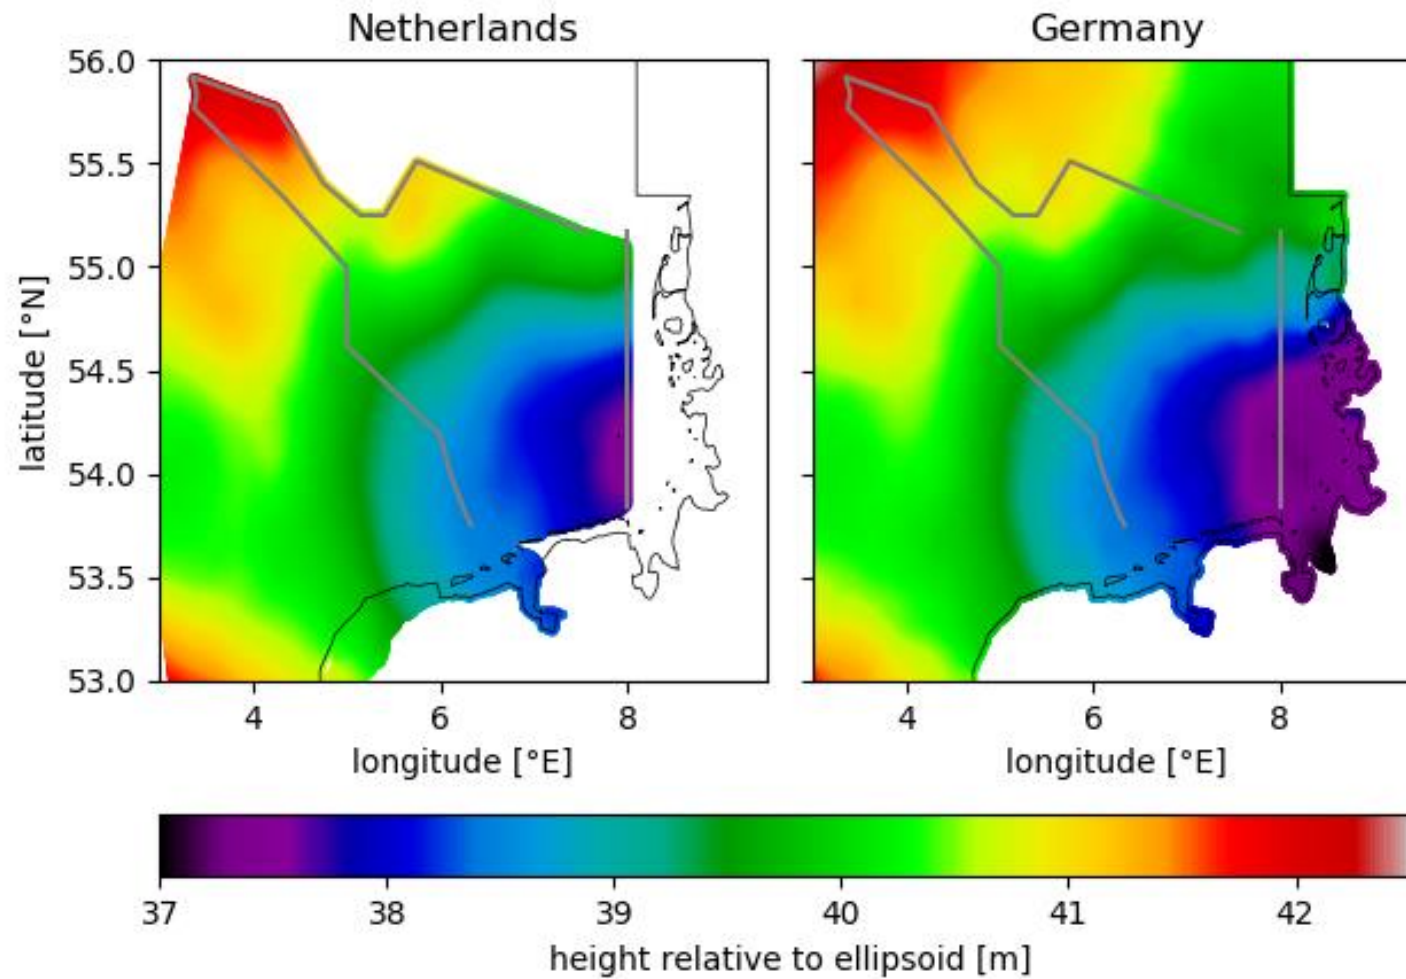 Netherlands
Germany
56.0
55.5
55.0
54.5
54.0
53.5
53.0
latitude [°N]
4 6 8
4 6 8
longitude [°E]
longitude [°E]
37 38 39 40 41 42
height relative to ellipsoid [m]